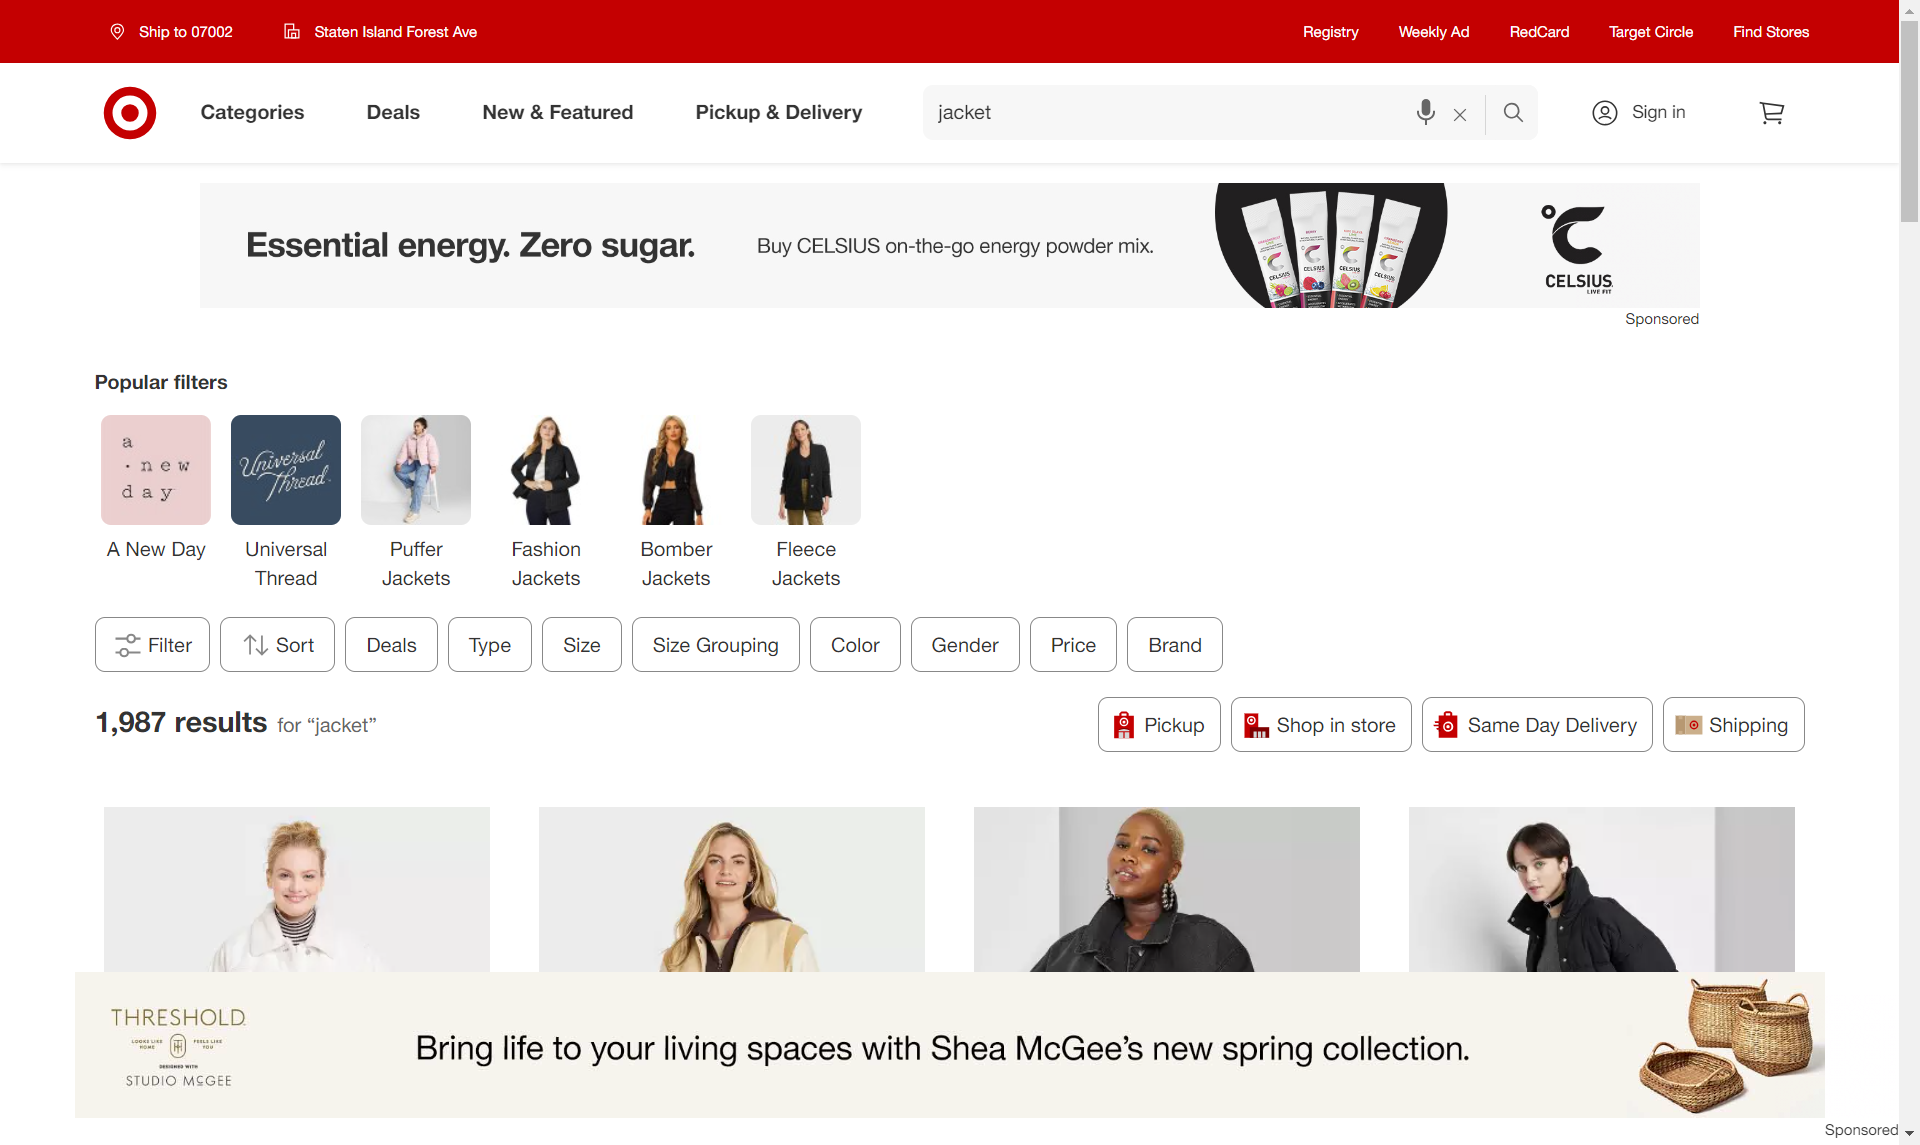 Ship to 07002
Staten Island Forest Ave
Registry
Weekly Ad
RedCard
Target Circle
Find Stores
Categories
Deals
New & Featured
Pickup & Delivery
jacket
Sign in
Essential energy. Zero sugar.
Buy CELSIUS on-the-go energy powder mix.
CELSIUS
CELSIUS
CELSIUS
CELSIUS
CELSIUS
LIVE FIT
Sponsored
Popular filters
a
· new
day
Universal
Thread
A New Day
Universal
Thread
Puffer
Jackets
Fashion
Jackets
Bomber
Jackets
Fleece
Jackets
Filter
Sort
Deals
Type
Size
Size Grouping
Color
Gender
Price
Brand
1,987 results for “jacket”
Pickup
Shop in store
Same Day Delivery
Shipping
THRESHOLD
LOOKS LIKE
HOME
FEELS LIKE
YOU
DESIGNED WITH
STUDIO McGEE
Bring life to your living spaces with Shea McGee’s new spring collection.
Sponsored